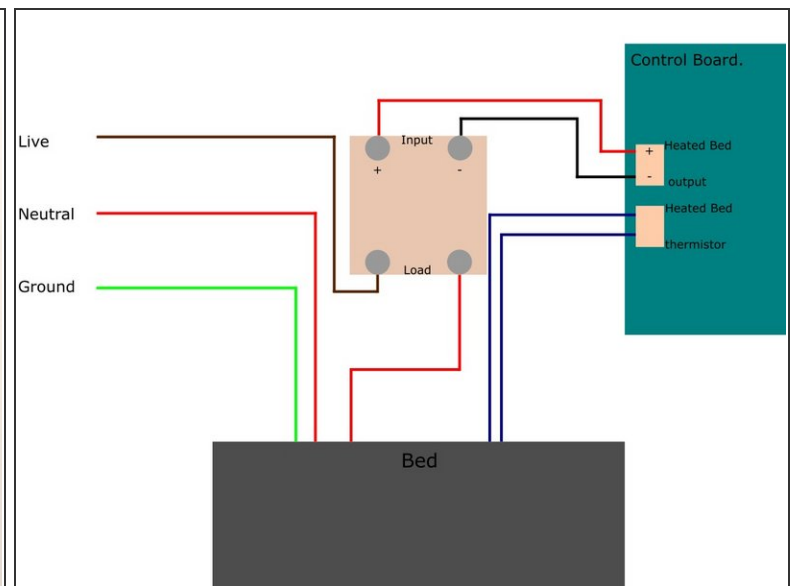 Control Board.
Live
Input
+
-
+
Heated Bed
-
output
Neutral
Heated Bed
thermistor
Load
Ground
Bed